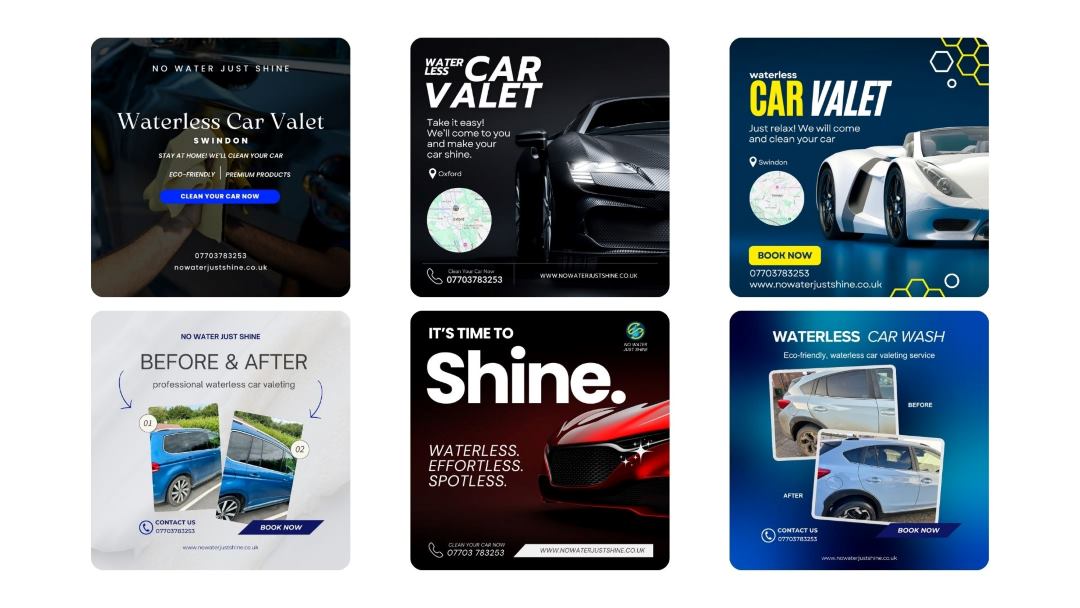 NO WATER JUST SHINE
Waterless Car Valet
SWINDON
STAY AT HOME! WE'LL CLEAN YOUR CAR
ECO-FRIENDLY | PREMIUM PRODUCTS
CLEAN YOUR CAR NOW
07703783253
nowaterjustshine.co.uk
WATER
LESS
CAR
VALET
Take it easy!
We'll come to you
and make your
car shine.
Oxford
Oxford
Clean Your Car Now
07703783253
WWW.NOWATERJUSTSHINE.CO.UK
waterless
CAR VALET
Just relax! We will come
and clean your car
Swindon
BOOK NOW
07703783253
www.nowaterjustshine.co.uk
NO WATER JUST SHINE
BEFORE & AFTER
professional waterless car valeting
01
02
CONTACT US
07703783253
BOOK NOW
www.nowaterjustshine.co.uk
IT'S TIME TO
Shine.
NO WATER
JUST SHINE
WATERLESS.
EFFORTLESS.
SPOTLESS.
CLEAN YOUR CAR NOW
07703 783253
WWW.NOWATERJUSTSHINE.CO.UK
WATERLESS CAR WASH
Eco-friendly, waterless car valeting service
BEFORE
AFTER
CONTACT US
07703783253
BOOK NOW
www.nowaterjustshine.co.uk